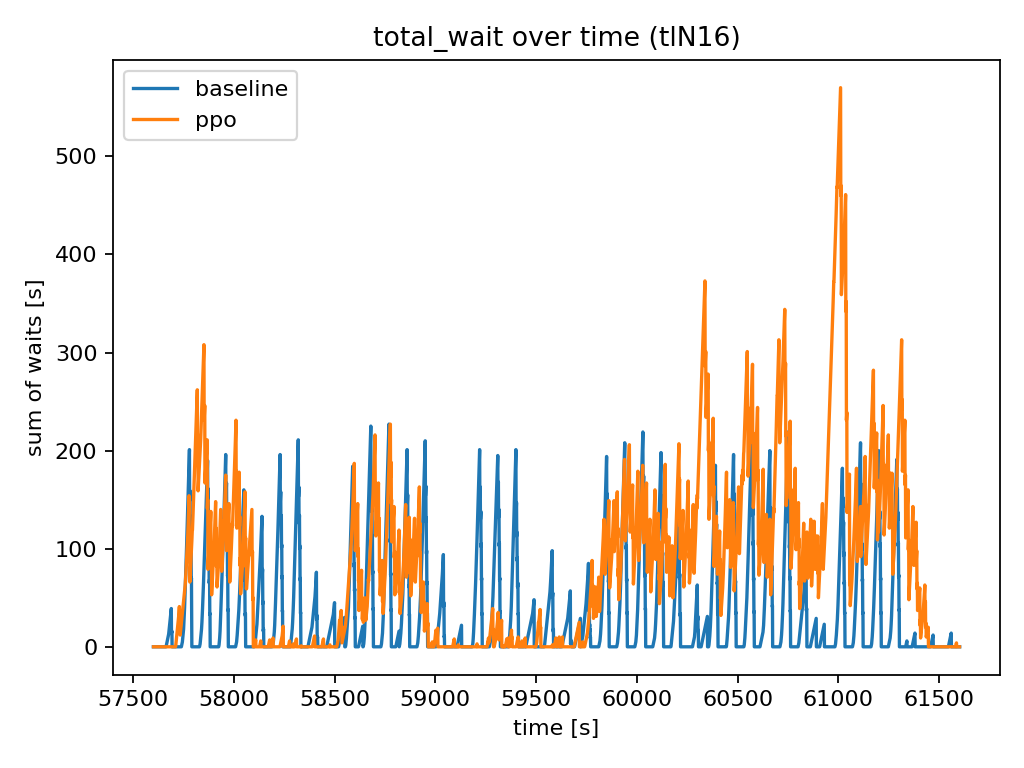 total_wait over time (tlN16)
baseline
ppo
sum of waits [s]
500
400
300
200
100
0
57500 58000 58500 59000 59500 60000 60500 61000 61500
time [s]